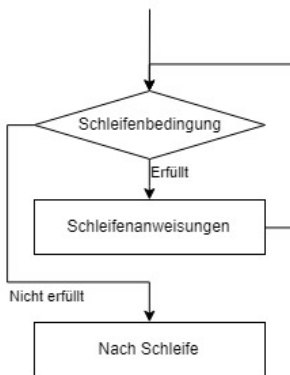 Schleifenbedingung
Erfüllt
Schleifenanweisungen
Nicht erfüllt
Nach Schleife